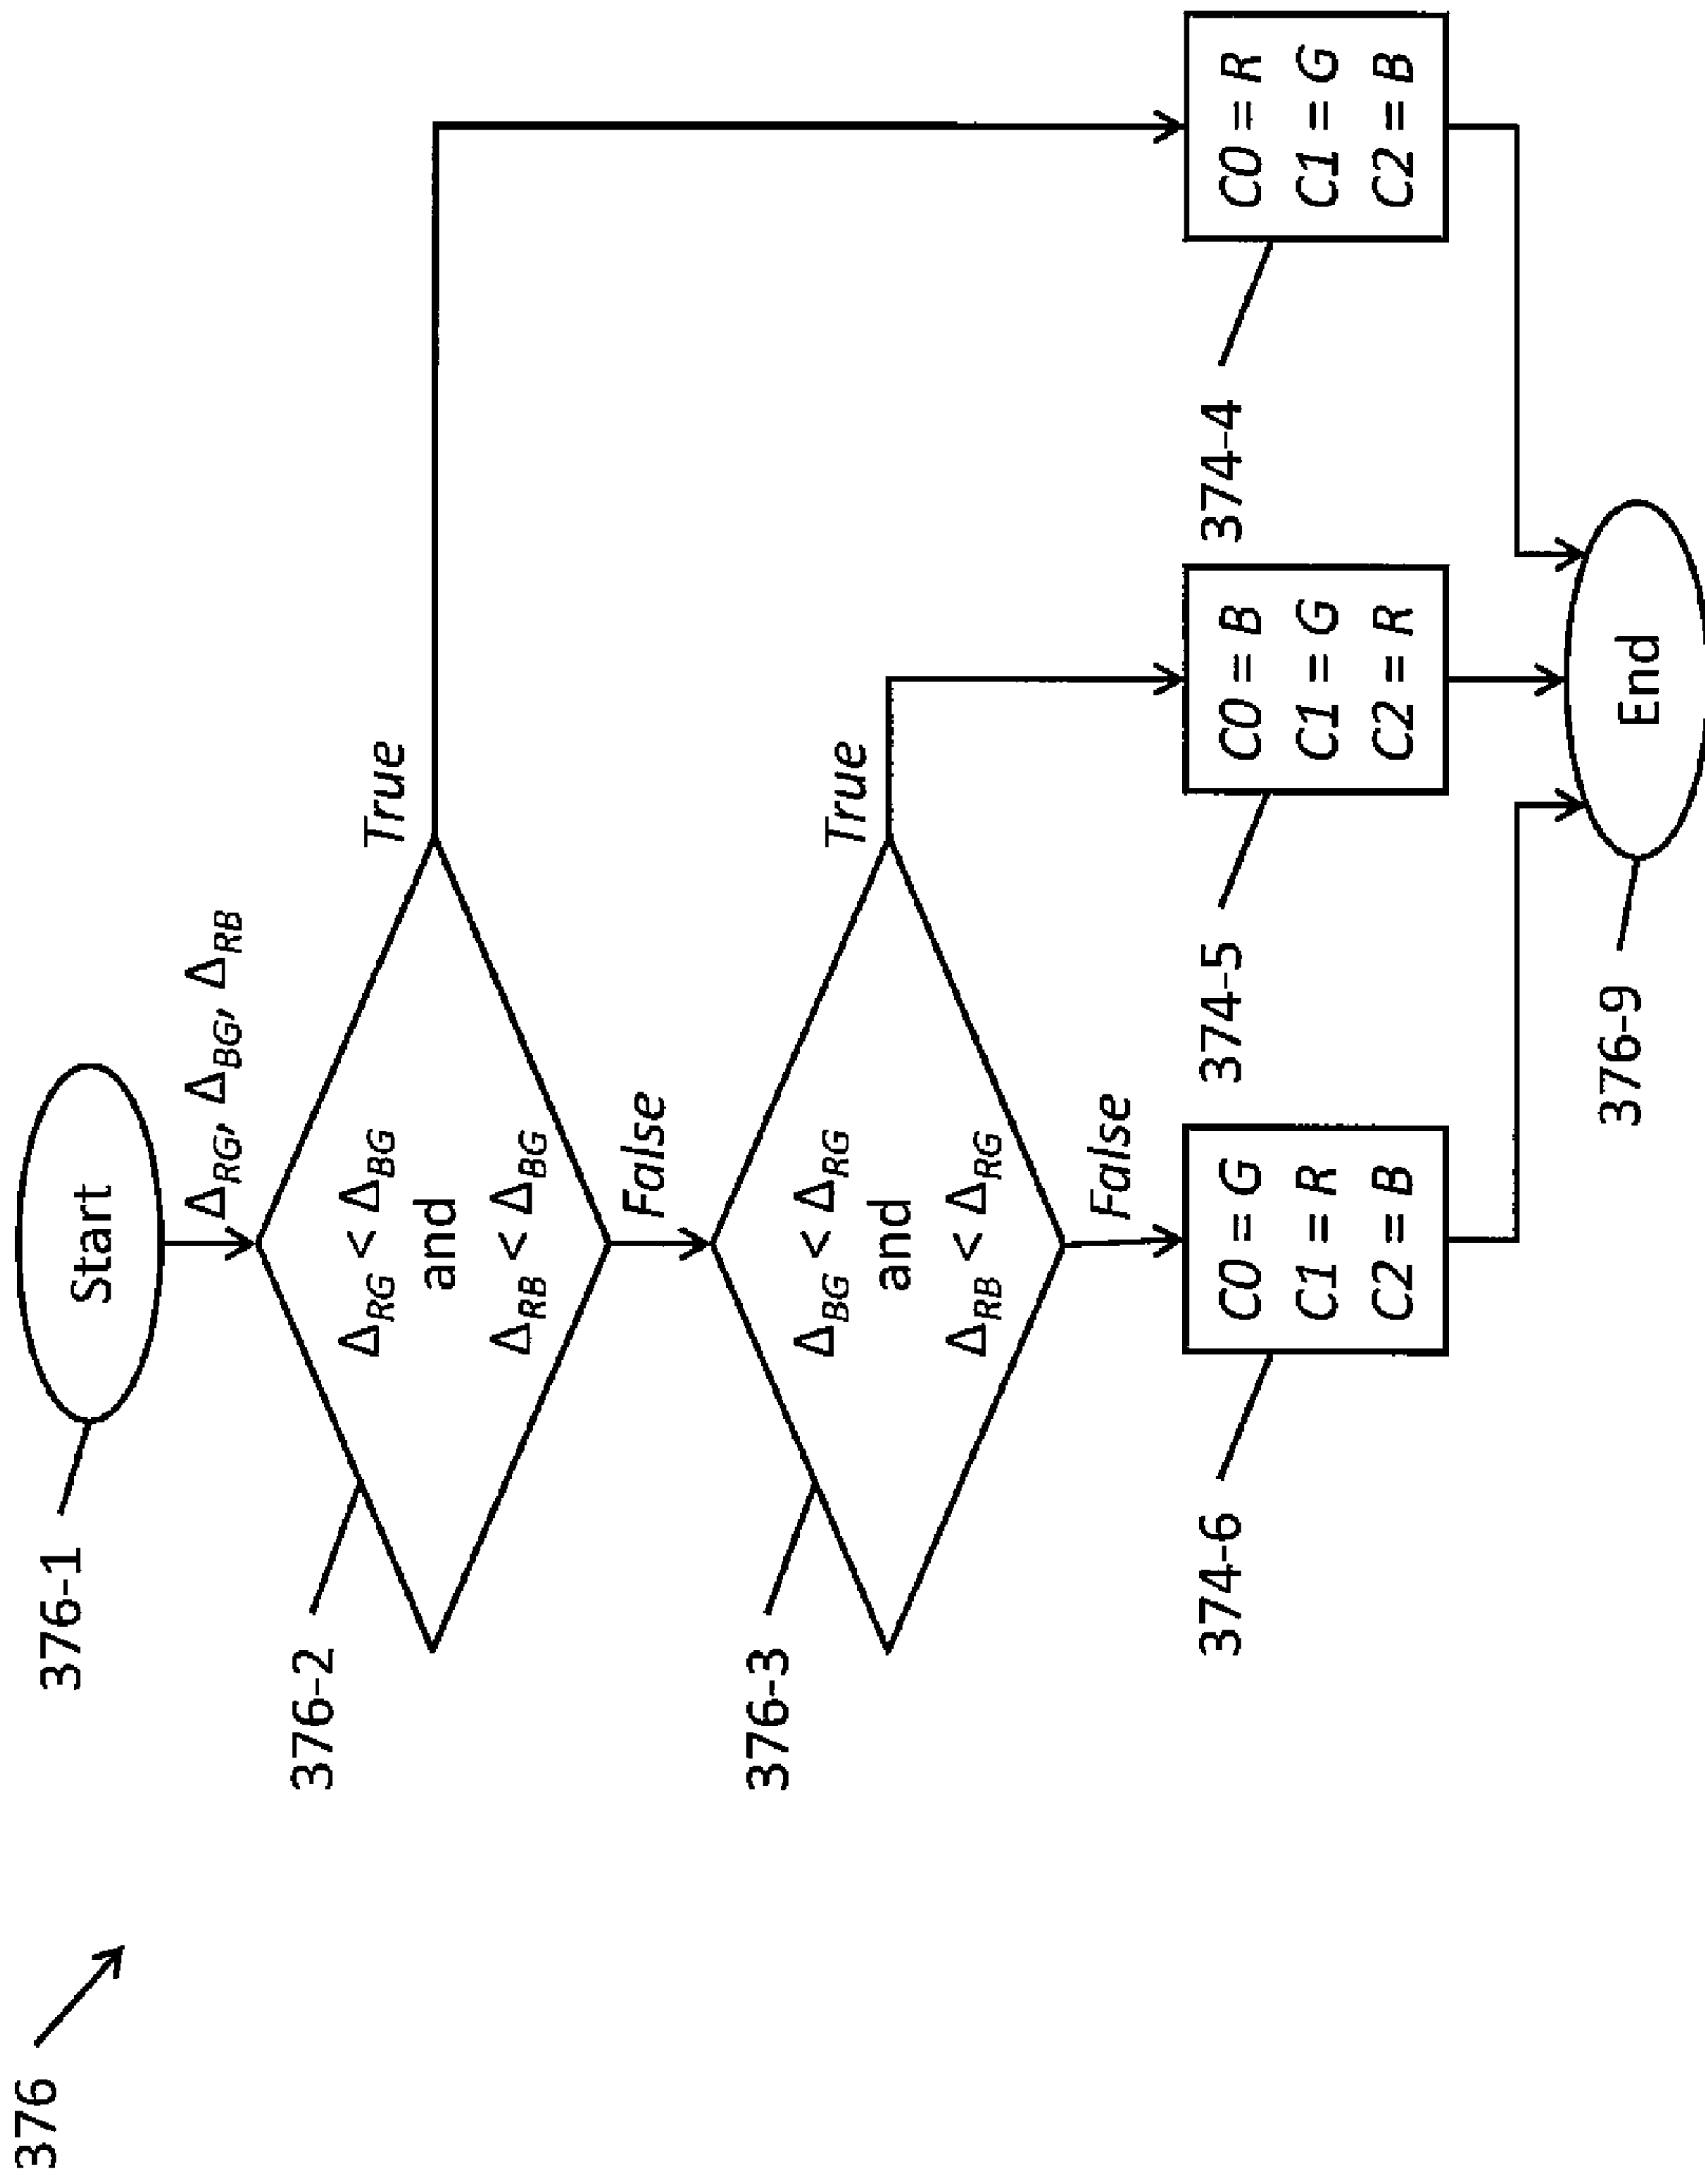 376
376-1
Start
Δ_RG, Δ_BG, Δ_RB
376-2
Δ_RG < Δ_BG
and
Δ_RB < Δ_BG
True
False
376-3
Δ_BG < Δ_RG
and
Δ_RB < Δ_RG
True
False
374-6
C0 = G
C1 = R
C2 = B
374-5
C0 = B
C1 = G
C2 = R
374-4
C0 = R
C1 = G
C2 = B
376-9
End